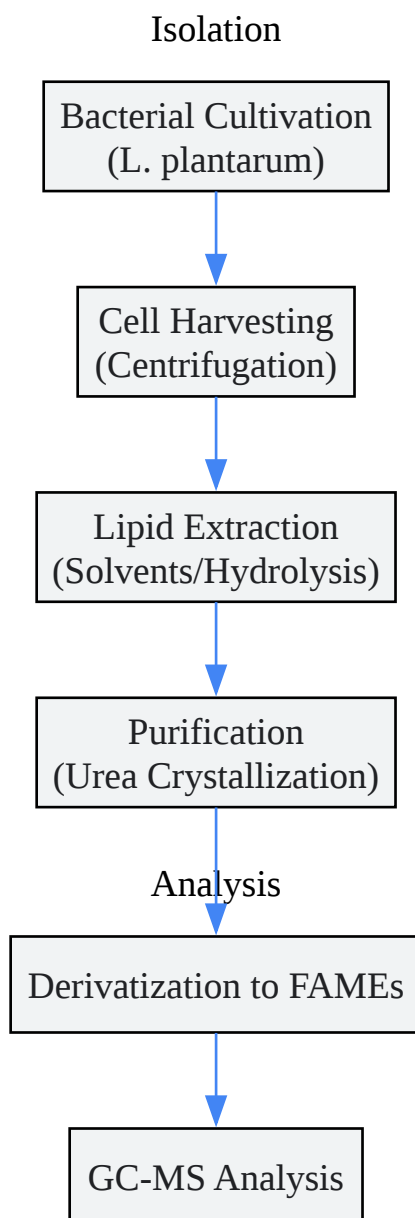 Isolation
Bacterial Cultivation
(L. plantarum)
Cell Harvesting
(Centrifugation)
Lipid Extraction
(Solvents/Hydrolysis)
Purification
(Urea Crystallization)
Analysis
Derivatization to FAMEs
GC-MS Analysis